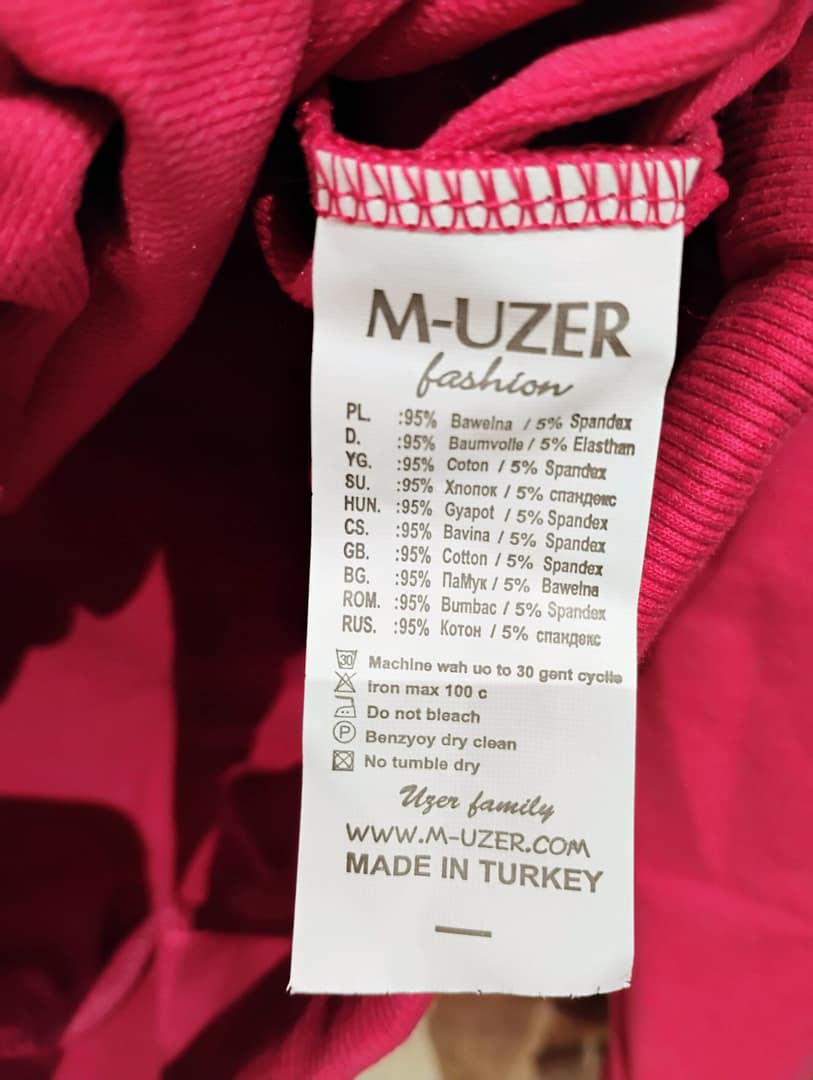 M-UZER
fashion
PL. :95% Bawelna / 5% Spandex
D. :95% Baumvolle / 5% Elasthan
YG. :95% Coton / 5% Spandex
SU. :95% Хлопок / 5% спандекс
HUN. :95% Gyapot / 5% Spandex
CS. :95% Bavina / 5% Spandex
GB. :95% Cotton / 5% Spandex
BG. :95% ПаМук / 5% Bawelna
ROM. :95% Bumbac / 5% Spandex
RUS. :95% Котон / 5% спандекс
30 Machine wah uo to 30 gent cyclle
iron max 100 c
Do not bleach
P Benzyoy dry clean
No tumble dry
Uzer family
WWW.M-UZER.COM
MADE IN TURKEY